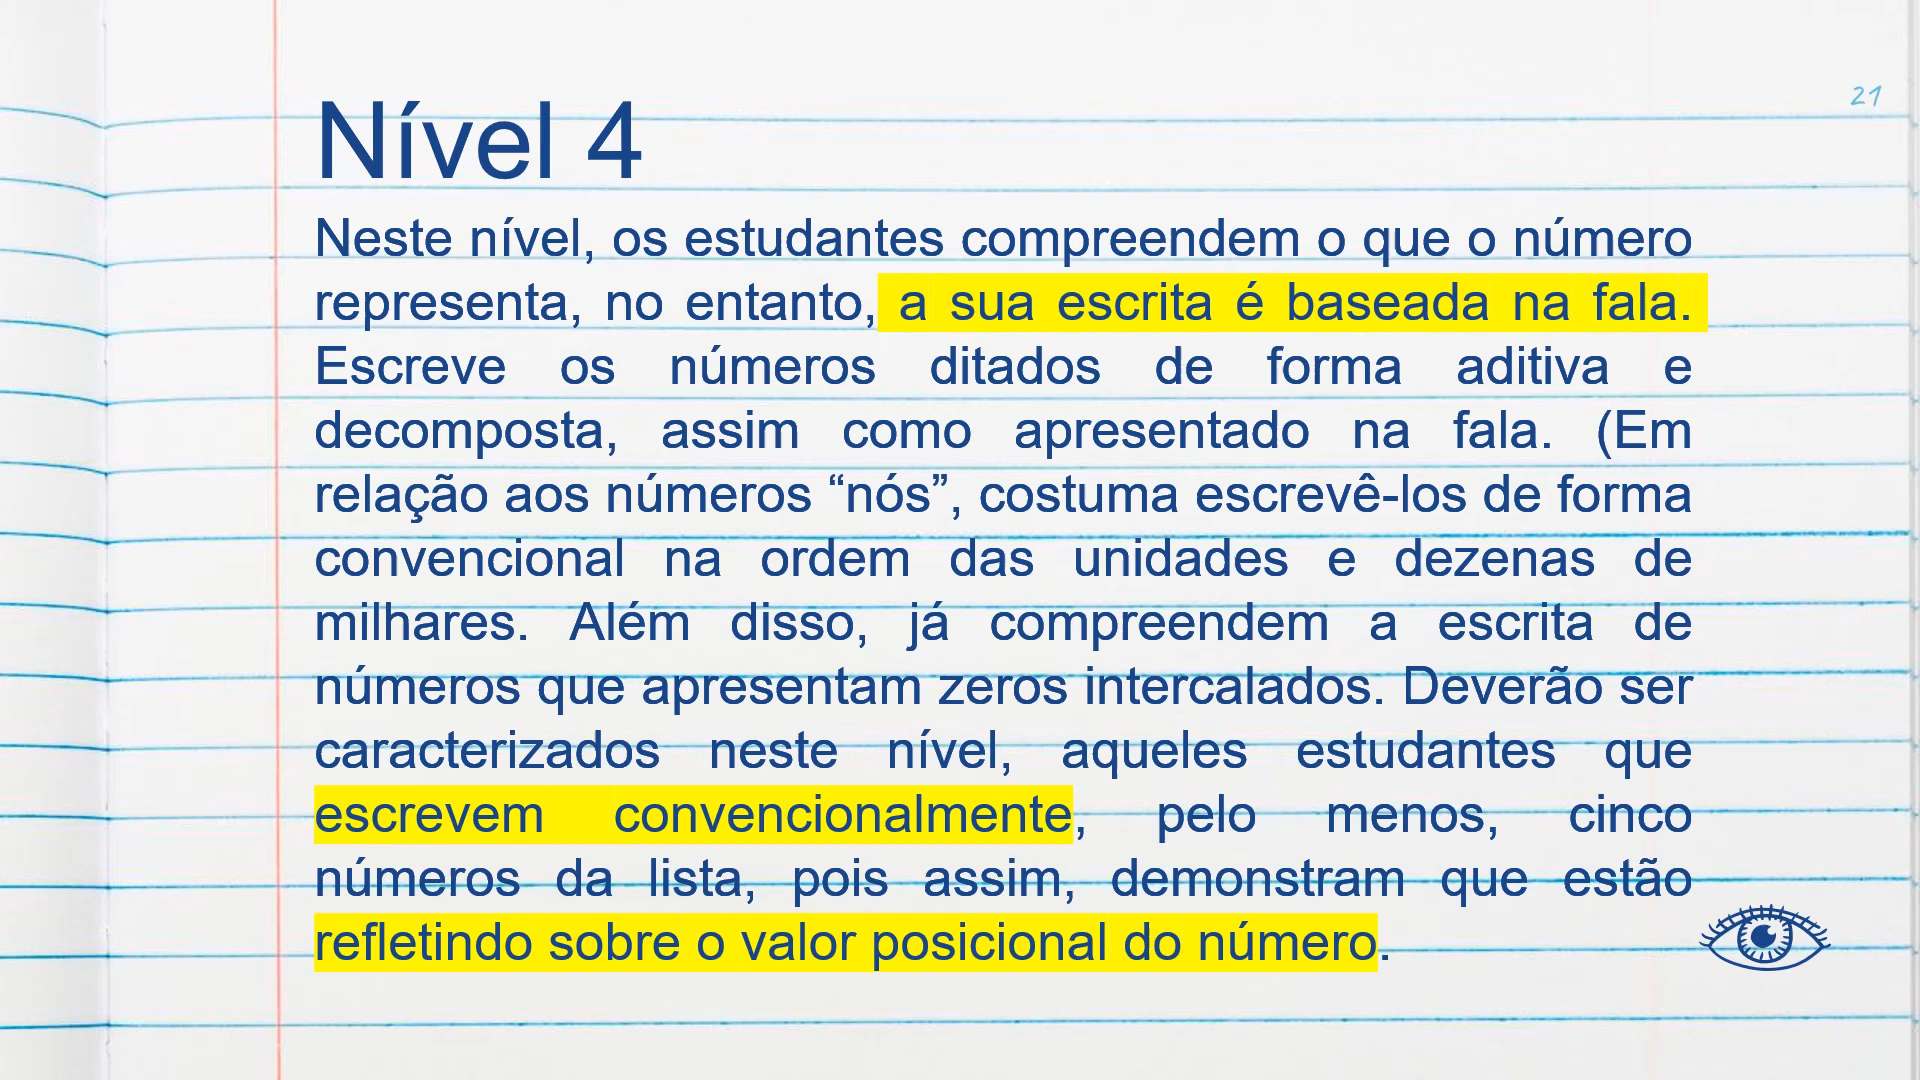 21
Nível 4
Neste nível, os estudantes compreendem o que o número
representa, no entanto, a sua escrita é baseada na fala.
Escreve os números ditados de forma aditiva e
decomposta, assim como apresentado na fala. (Em
relação aos números “nós”, costuma escrevê-los de forma
convencional na ordem das unidades e dezenas de
milhares. Além disso, já compreendem a escrita de
números que apresentam zeros intercalados. Deverão ser
caracterizados neste nível, aqueles estudantes que
escrevem convencionalmente, pelo menos, cinco
números da lista, pois assim, demonstram que estão
refletindo sobre o valor posicional do número.